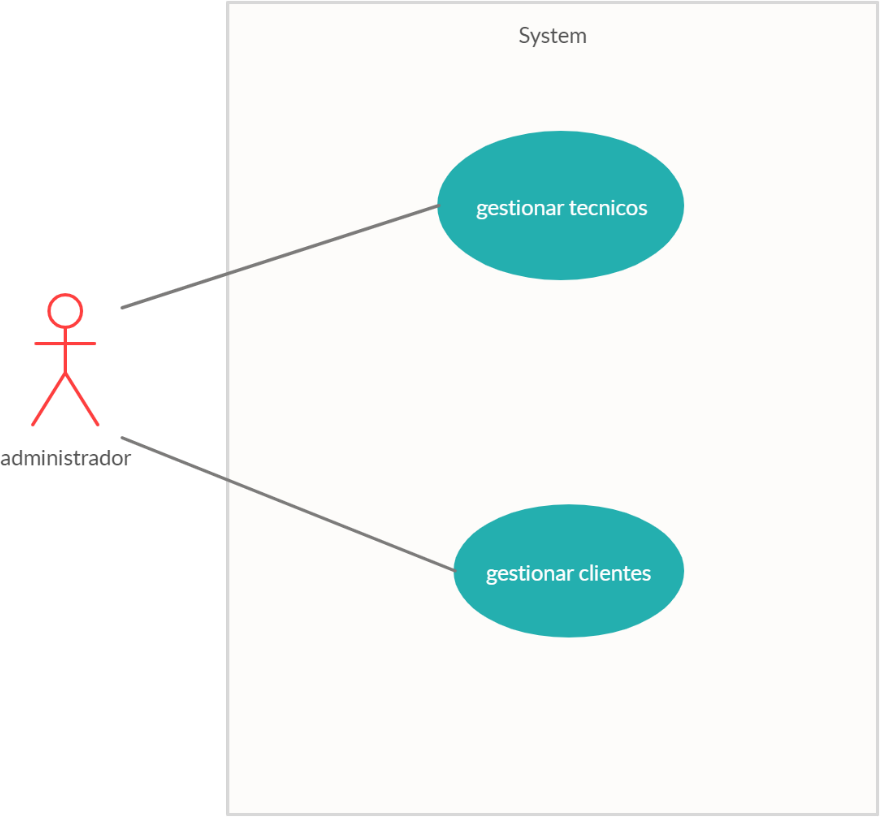 System
gestionar tecnicos
administrador
gestionar clientes